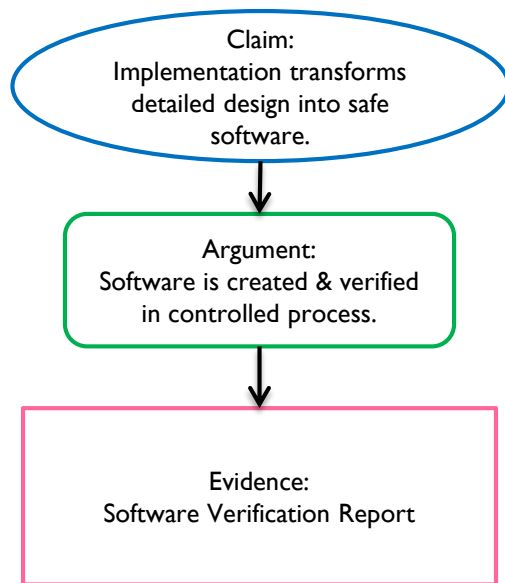 Claim:
Implementation transforms
detailed design into safe
software.
Argument:
Software is created & verified
in controlled process.
Evidence:
Software Verification Report